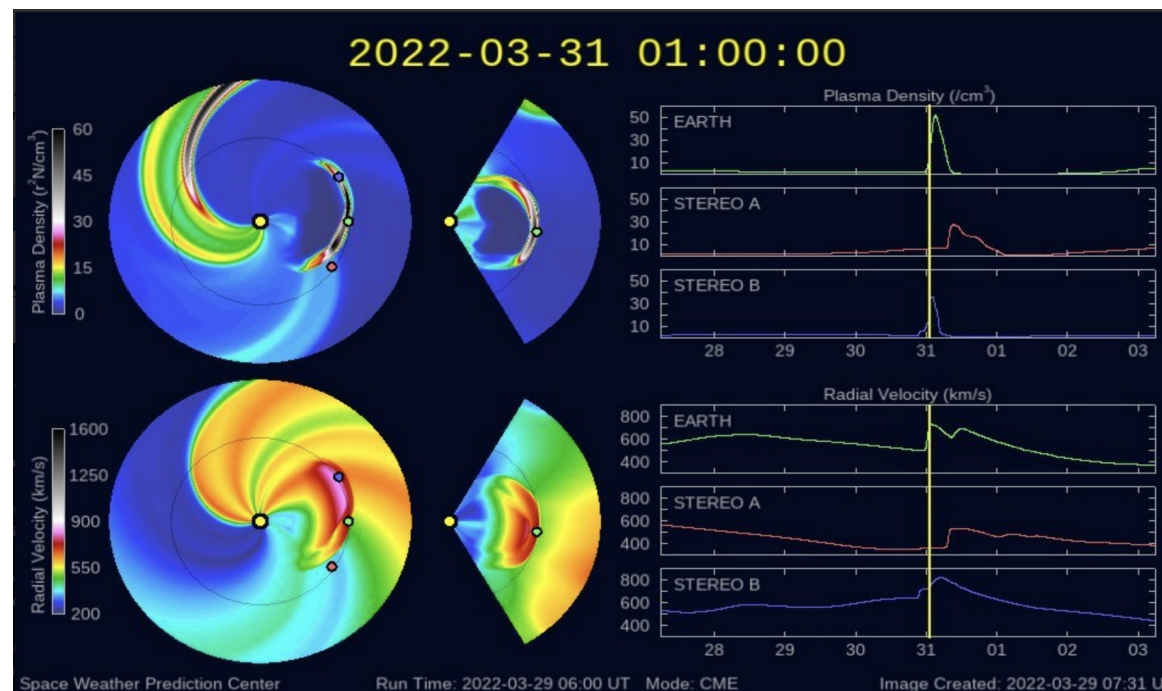 2022-03-31 01:00:00
Plasma Density (r²N/cm³)
60
45
30
15
0
Plasma Density (/cm³)
50
30
10
EARTH
50
30
10
STEREO A
50
30
10
STEREO B
28 29 30 31 01 02 03
Radial Velocity (km/s)
1600
1250
900
550
200
Radial Velocity (km/s)
800
600
400
EARTH
800
600
400
STEREO A
800
600
400
STEREO B
28 29 30 31 01 02 03
Space Weather Prediction Center Run Time: 2022-03-29 06:00 UT Mode: CME Image Created: 2022-03-29 07:31 U